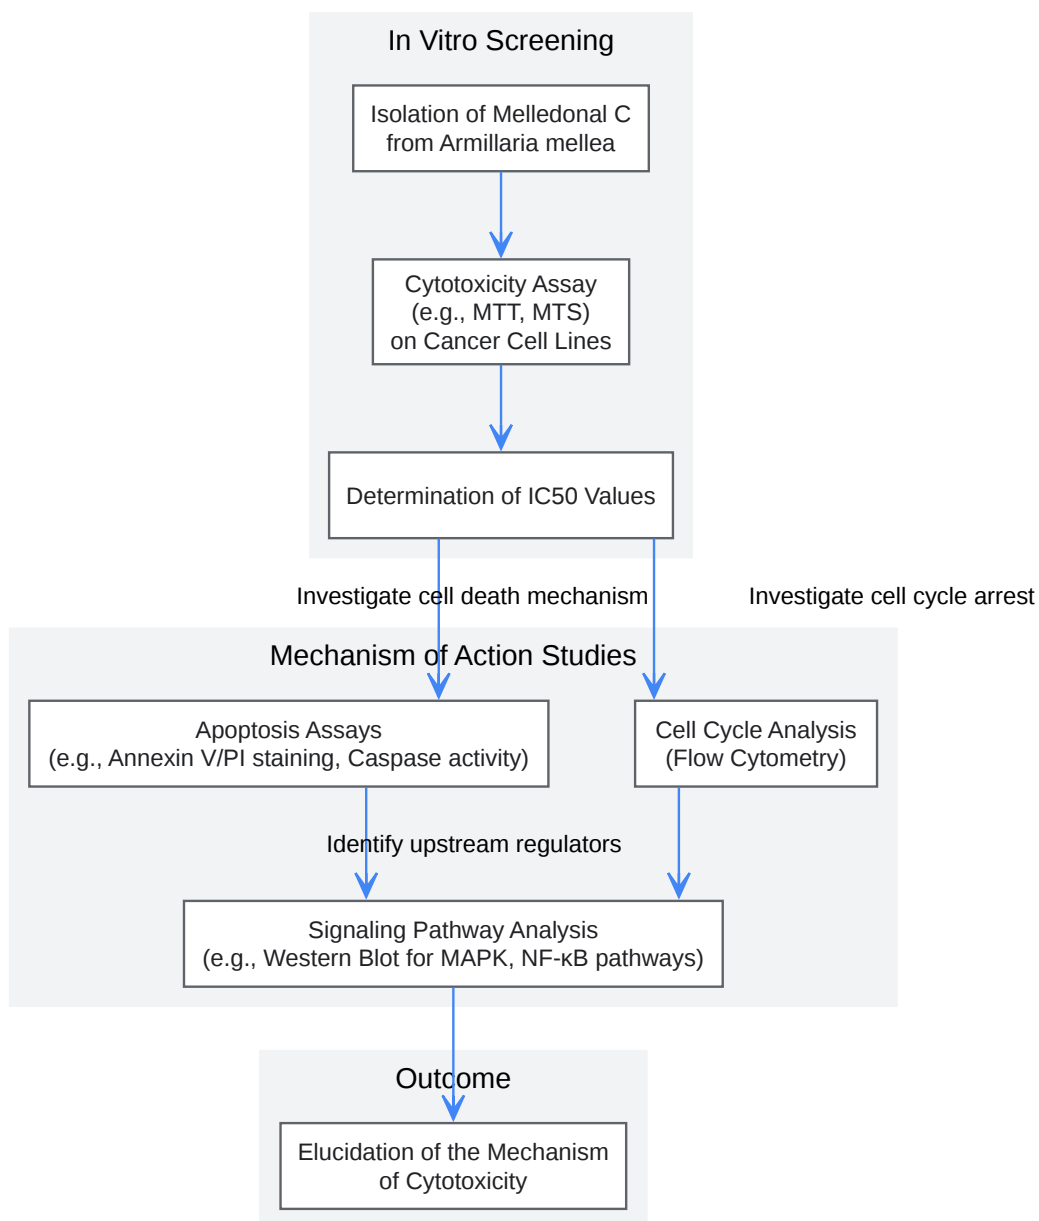 In Vitro Screening
Isolation of Melledonal C
from Armillaria mellea
Cytotoxicity Assay
(e.g., MTT, MTS)
on Cancer Cell Lines
Determination of IC50 Values
Investigate cell death mechanism
Investigate cell cycle arrest
Mechanism of Action Studies
Apoptosis Assays
(e.g., Annexin V/PI staining, Caspase activity)
Cell Cycle Analysis
(Flow Cytometry)
Identify upstream regulators
Signaling Pathway Analysis
(e.g., Western Blot for MAPK, NF-κB pathways)
Outcome
Elucidation of the Mechanism
of Cytotoxicity